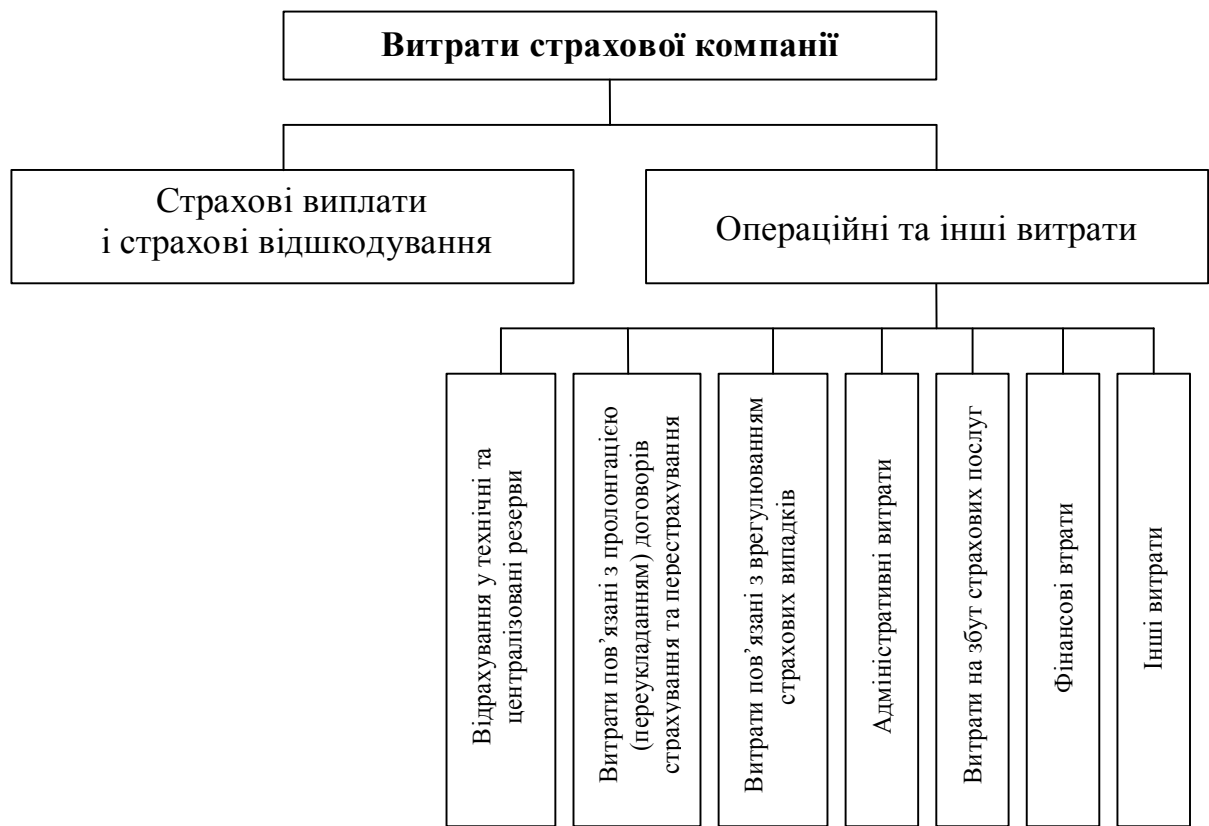 Витрати страхової компанії
Страхові виплати
і страхові відшкодування
Операційні та інші витрати
Відрахування у технічні та
централізовані резерви
Витрати пов’язані з пролонгацією
(переукладанням) договорів
страхування та перестрахування
Витрати пов’язані з врегулюванням
страхових випадків
Адміністративні витрати
Витрати на збут страхових послуг
Фінансові втрати
Інші витрати